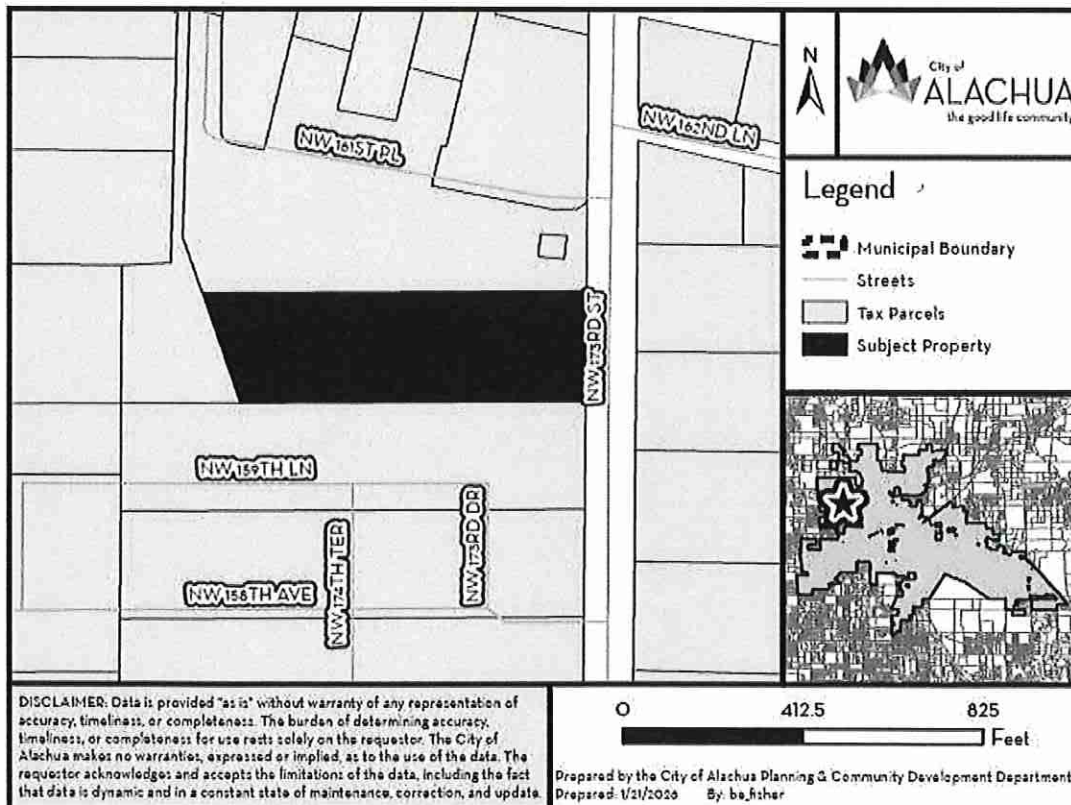 NW 161ST PL
NW 162ND LN
NW 173RD ST
NW 159TH LN
NW 174TH TER
NW 173RD DR
NW 158TH AVE
N
City of
ALACHUA
the good life community
Legend
Municipal Boundary
Streets
Tax Parcels
Subject Property
DISCLAIMER: Data is provided "as is" without warranty of any representation of
accuracy, timeliness, or completeness. The burden of determining accuracy,
timeliness, or completeness for use rests solely on the requestor. The City of
Alachua makes no warranties, expressed or implied, as to the use of the data. The
requestor acknowledges and accepts the limitations of the data, including the fact
that data is dynamic and in a constant state of maintenance, correction, and update.
0 412.5 825
Feet
Prepared by the City of Alachua Planning & Community Development Department
Prepared: 1/21/2026 By: be_fisher